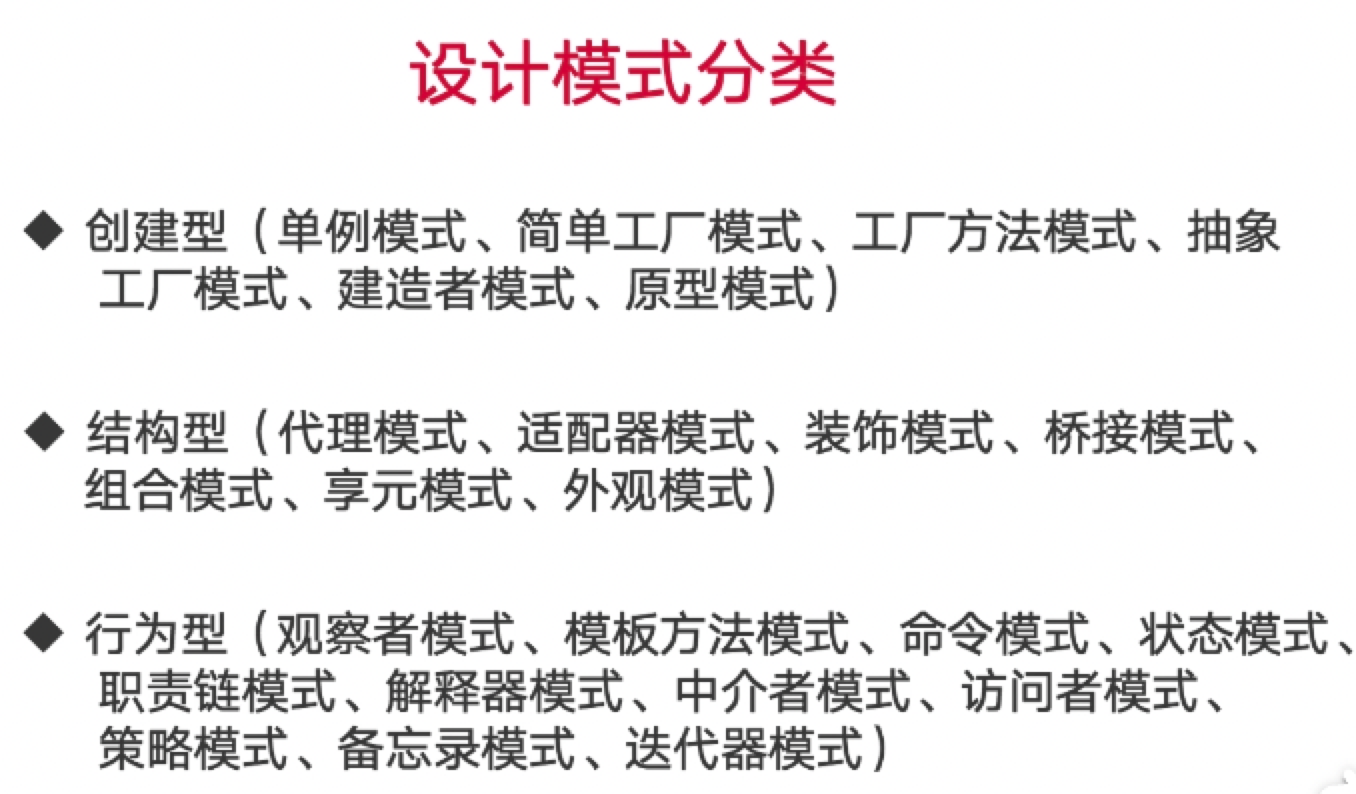 设计模式分类
◆ 创建型（单例模式、简单工厂模式、工厂方法模式、抽象
工厂模式、建造者模式、原型模式）
◆ 结构型（代理模式、适配器模式、装饰模式、桥接模式、
组合模式、享元模式、外观模式）
◆ 行为型（观察者模式、模板方法模式、命令模式、状态模式、
职责链模式、解释器模式、中介者模式、访问者模式、
策略模式、备忘录模式、迭代器模式）